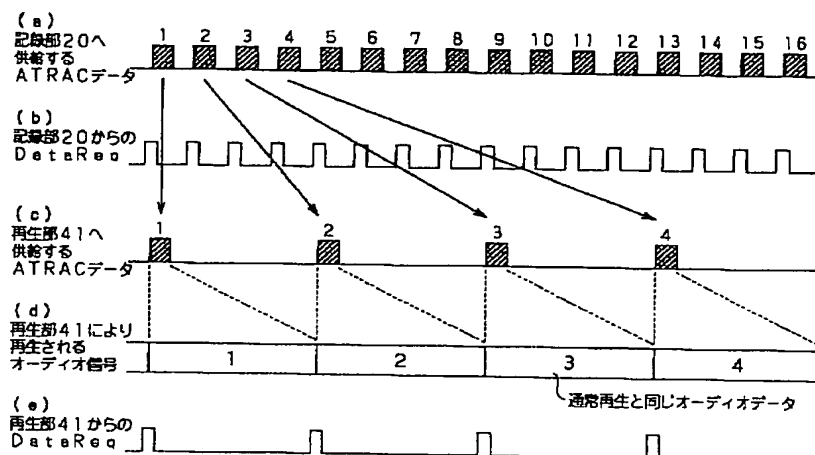 (a)
記録部20へ
供給する
ATRACデータ
1 2 3 4 5 6 7 8 9 10 11 12 13 14 15 16
(b)
記録部20からの
DataReq
(c)
再生部41へ
供給する
ATRACデータ
1 2 3 4
(d)
再生部41により
再生される
オーディオ信号
1 2 3 4
通常再生と同じオーディオデータ
(e)
再生部41からの
DataReq